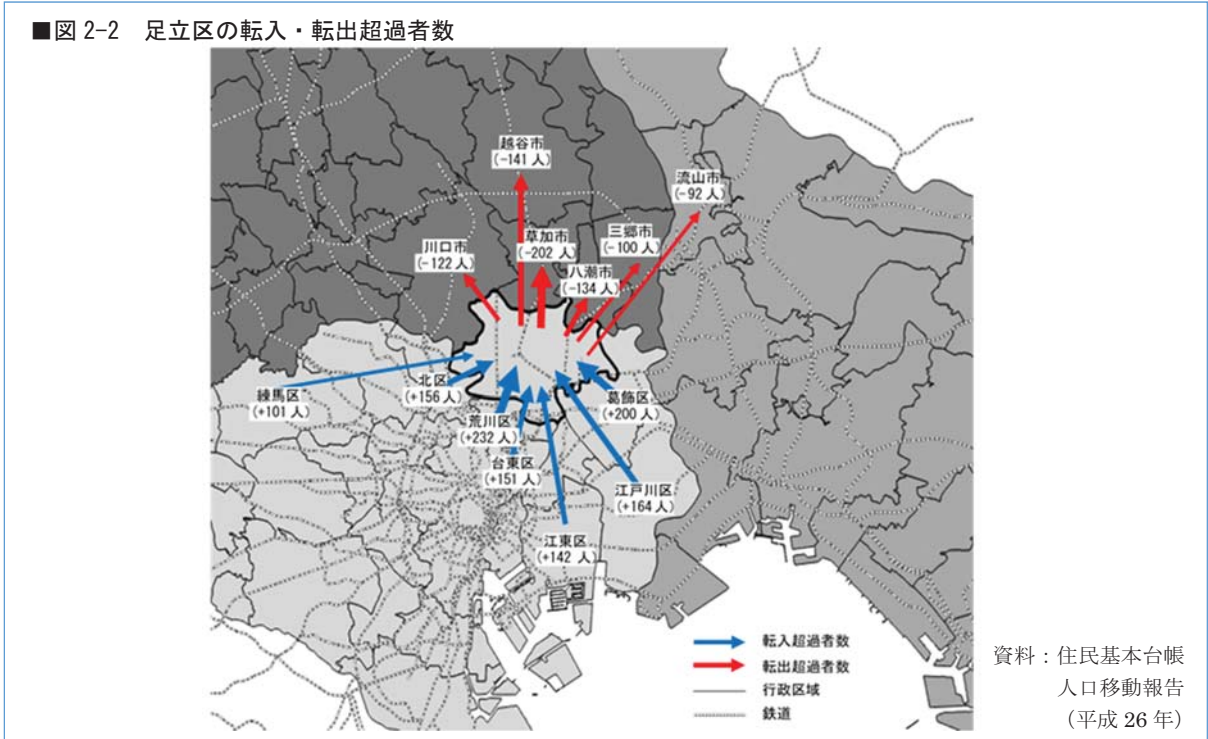 ■図 2-2 足立区の転入・転出超過者数
越谷市
(-141 人)
流山市
(-92 人)
川口市
(-122 人)
草加市
(-202 人)
三郷市
(-100 人)
八潮市
(-134 人)
練馬区
(+101 人)
北区
(+156 人)
荒川区
(+232 人)
台東区
(+151 人)
江東区
(+142 人)
江戸川区
(+164 人)
葛飾区
(+200 人)
転入超過者数
転出超過者数
行政区域
鉄道
資料：住民基本台帳
人口移動報告
（平成 26 年）